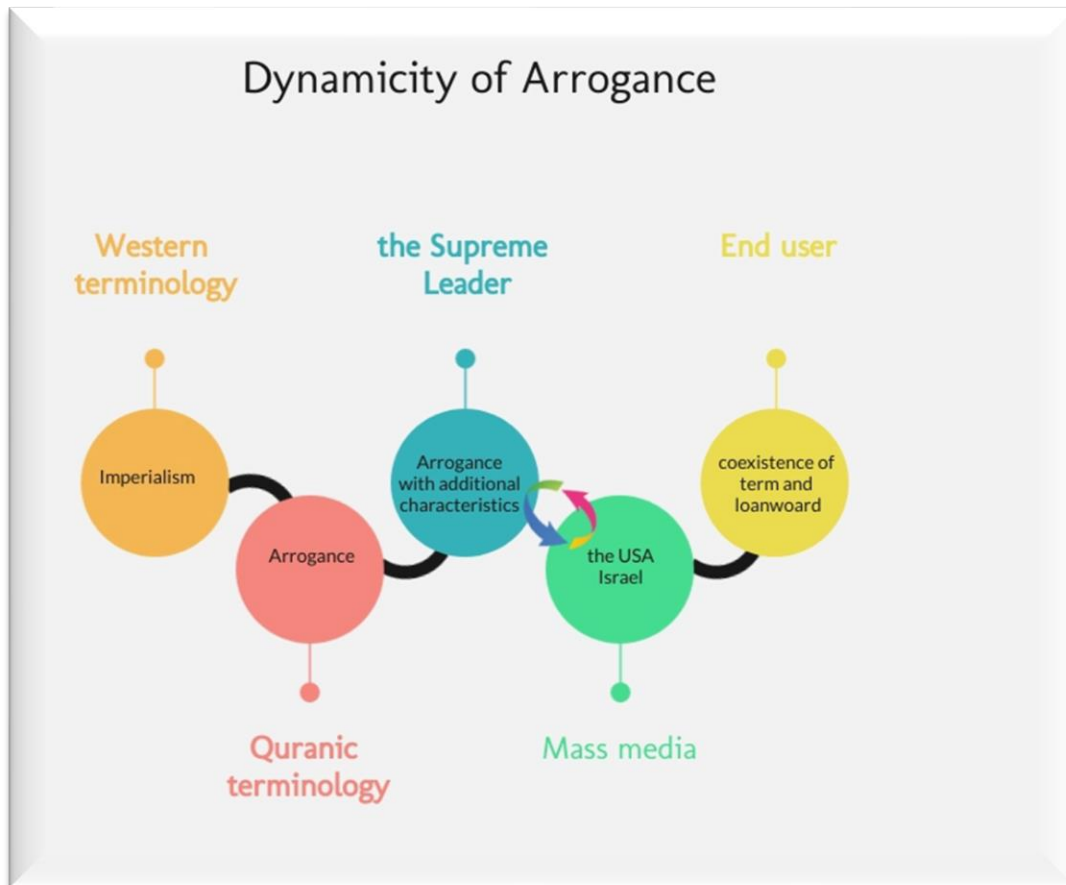 Dynamicity of Arrogance
Western
terminology
the Supreme
Leader
End user
Imperialism
Arrogance
Arrogance
with additional
characteristics
the USA
Israel
coexistence of
term and
loanwoard
Quranic
terminology
Mass media